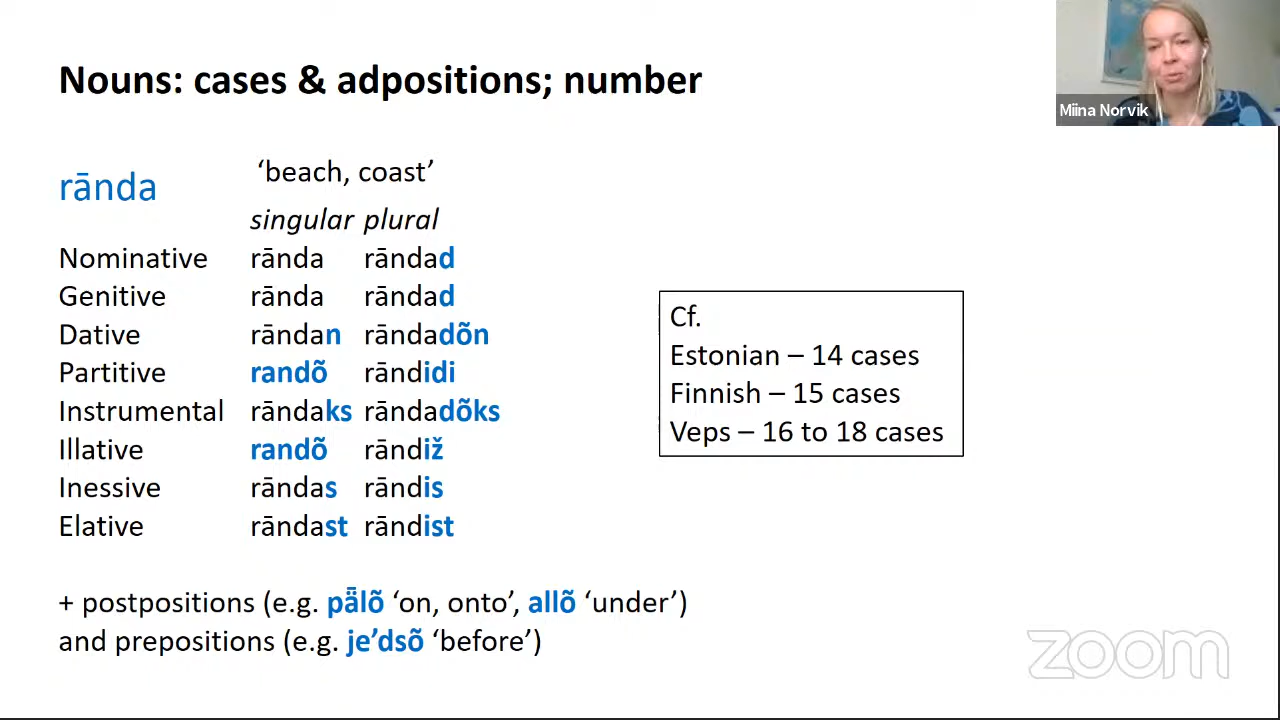 Nouns: cases & adpositions; number
Miina Norvik
rānda ‘beach, coast’
singular plural
Nominative rānda rāndad
Genitive rānda rāndad
Dative rāndan rāndadõn
Partitive randõ rāndidi
Instrumental rāndaks rāndadõks
Illative randõ rāndiž
Inessive rāndas rāndis
Elative rāndast rāndist
Cf.
Estonian – 14 cases
Finnish – 15 cases
Veps – 16 to 18 cases
+ postpositions (e.g. pǟlõ ‘on, onto’, allõ ‘under’)
and prepositions (e.g. je’dsõ ‘before’)
zoom